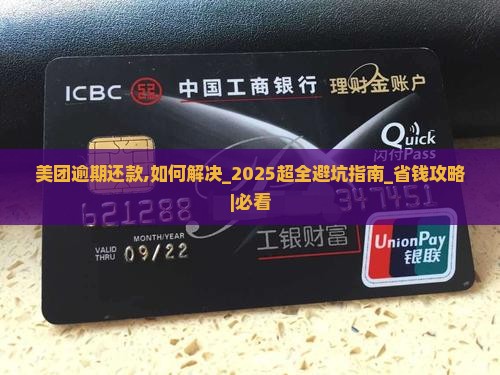 ICBC 中国工商银行 理财金账户
Quick
闪付Pass
美团逾期还款,如何解决_2025超全避坑指南_省钱攻略
|必看
621288 347451
MONTH/YEAR
VALID THRU 09/22
工银财富
UnionPay
银联